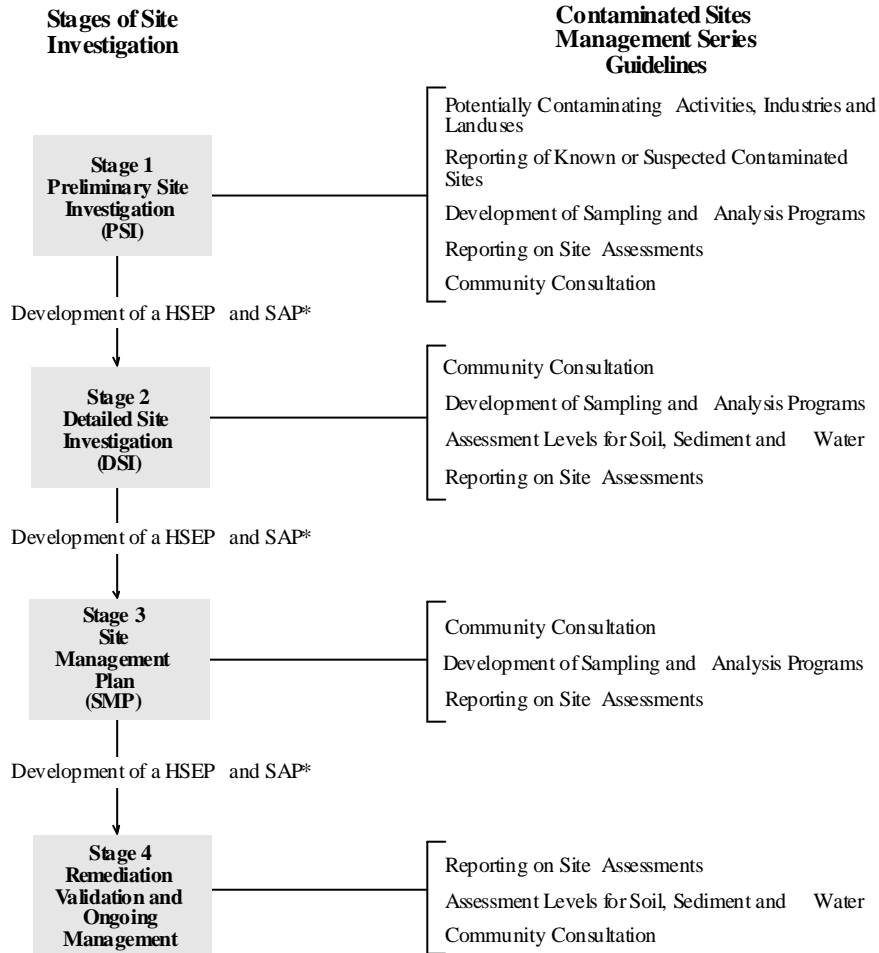 Stages of Site
Investigation
Contaminated Sites
Management Series
Guidelines
Stage 1
Preliminary Site
Investigation
(PSI)
Potentially Contaminating Activities, Industries and
Landuses
Reporting of Known or Suspected Contaminated
Sites
Development of Sampling and Analysis Programs
Reporting on Site Assessments
Community Consultation
Development of a HSEP and SAP*
Stage 2
Detailed Site
Investigation
(DSI)
Community Consultation
Development of Sampling and Analysis Programs
Assessment Levels for Soil, Sediment and Water
Reporting on Site Assessments
Development of a HSEP and SAP*
Stage 3
Site
Management
Plan
(SMP)
Community Consultation
Development of Sampling and Analysis Programs
Reporting on Site Assessments
Development of a HSEP and SAP*
Stage 4
Remediation
Validation and
Ongoing
Management
Reporting on Site Assessments
Assessment Levels for Soil, Sediment and Water
Community Consultation